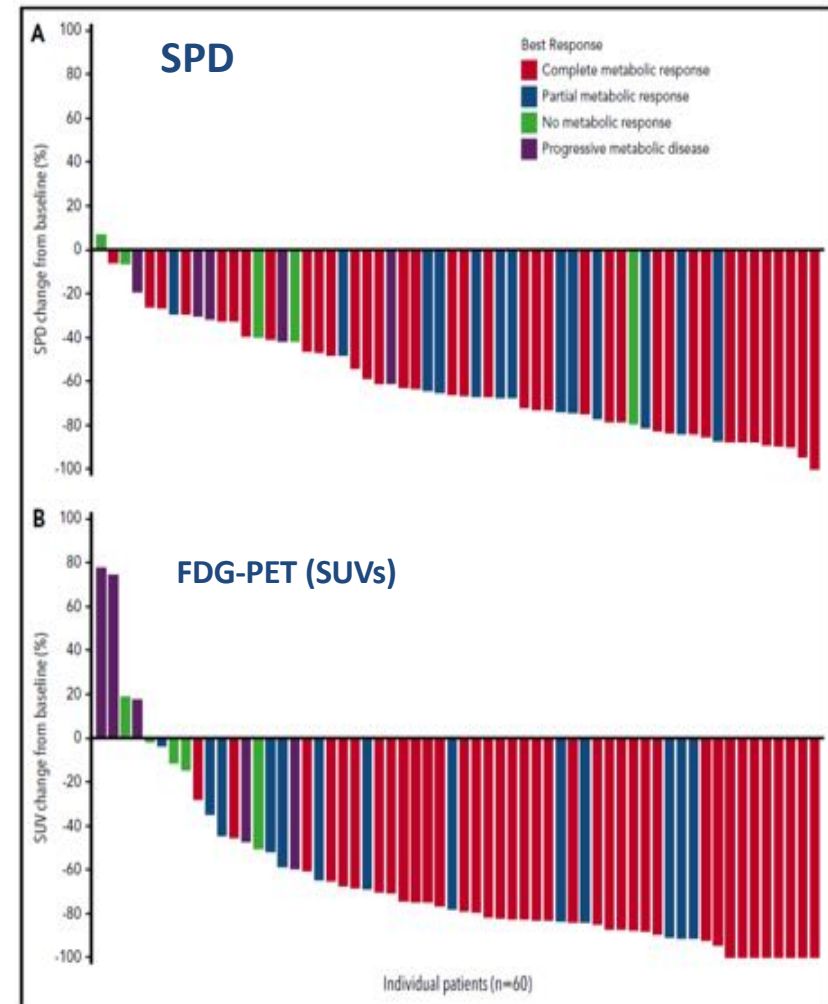 A
SPD
Best Response
Complete metabolic response
Partial metabolic response
No metabolic response
Progressive metabolic disease
SPD change from baseline (%)
100
80
60
40
20
0
-20
-40
-60
-80
-100
B
FDG-PET (SUVs)
SUV change from baseline (%)
100
80
60
40
20
0
-20
-40
-60
-80
-100
Individual patients (n=60)